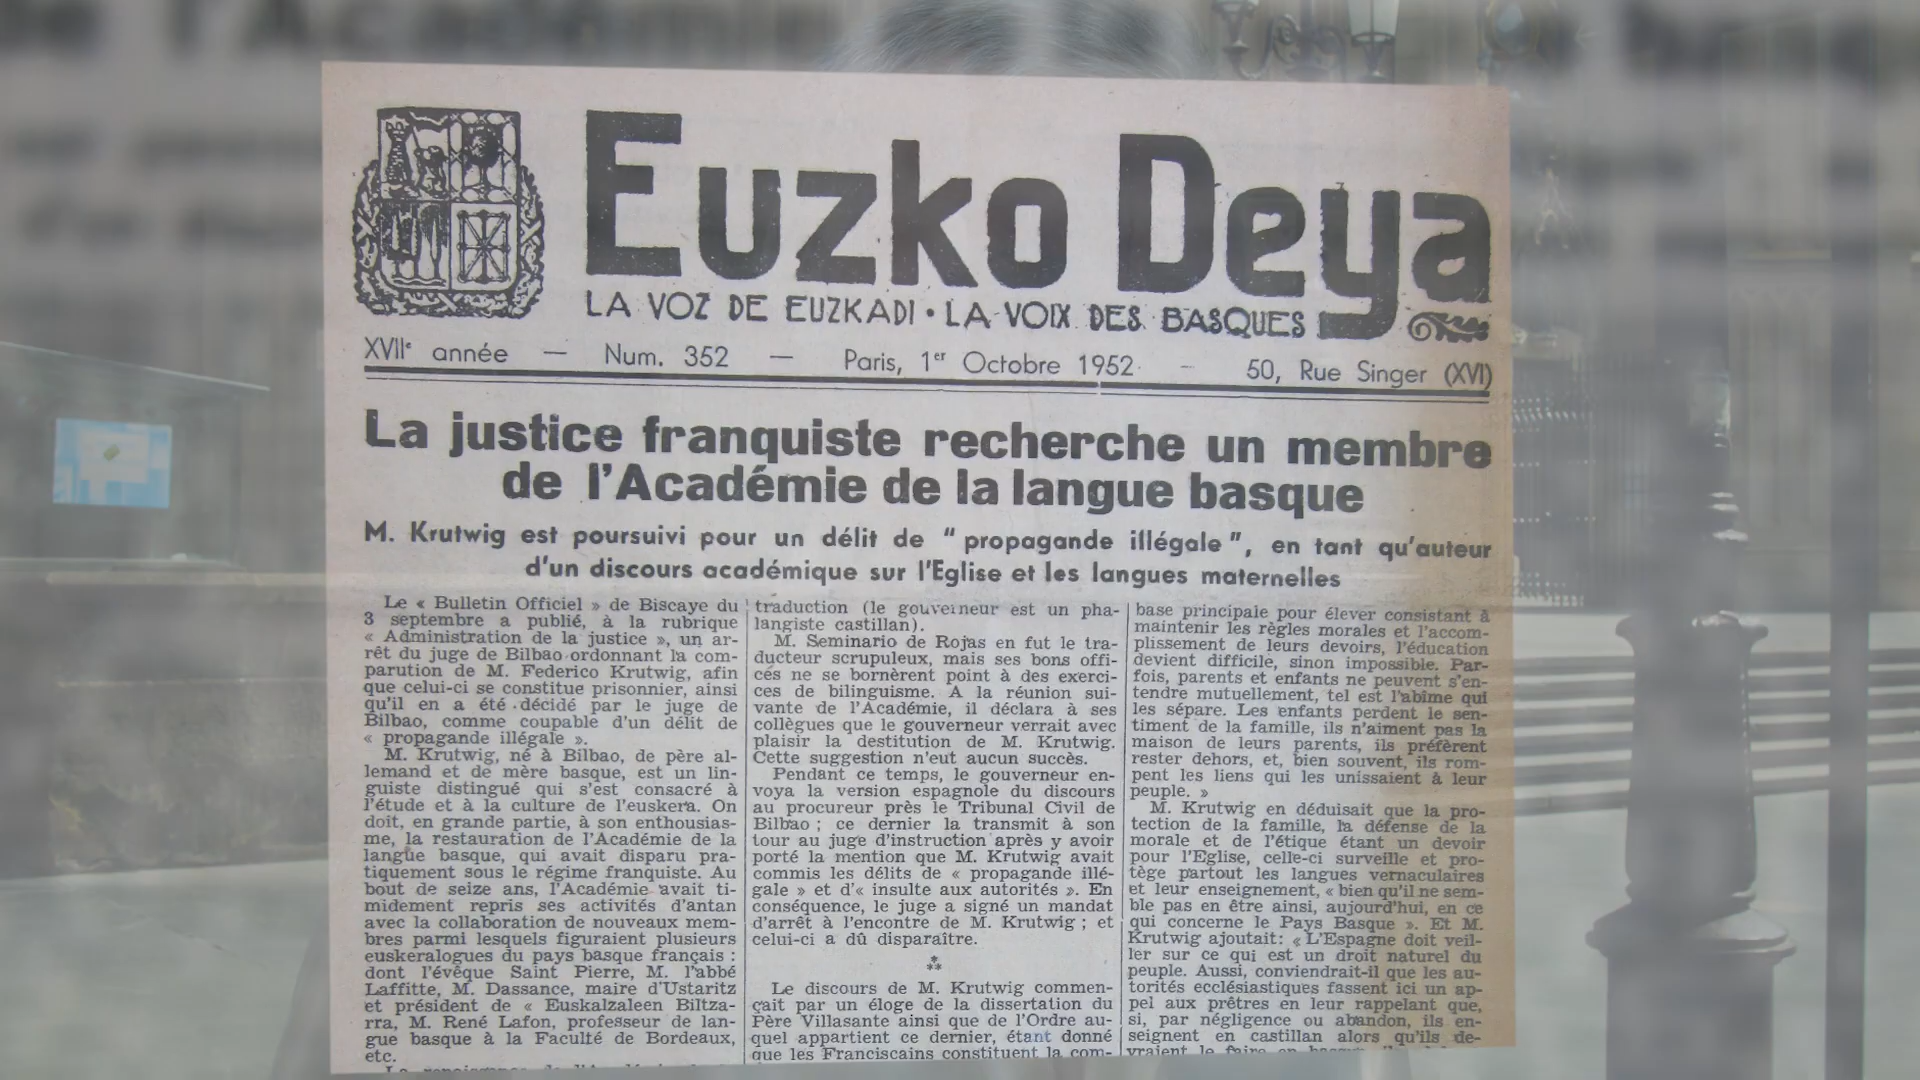 Euzko Deya
LA VOZ DE EUZKADI • LA VOIX DES BASQUES
XVIIe année — Num. 352 — Paris, 1er Octobre 1952 - 50, Rue Singer (XVI)
La justice franquiste recherche un membre
de l'Académie de la langue basque
M. Krutwig est poursuivi pour un délit de " propagande illégale ", en tant qu'auteur
d'un discours académique sur l'Eglise et les langues maternelles
Le « Bulletin Officiel » de Biscaye du
3 septembre a publié, à la rubrique
« Administration de la justice », un ar-
rêt du juge de Bilbao ordonnant la com-
parution de M. Federico Krutwig, afin
que celui-ci se constitue prisonnier, ainsi
qu'il en a été décidé par le juge de
Bilbao, comme coupable d'un délit de
« propagande illégale ».
M. Krutwig, né à Bilbao, de père al-
lemand et de mère basque, est un lin-
guiste distingué qui s'est consacré à
l'étude et à la culture de l'euskera. On
doit, en grande partie, à son enthousias-
me, la restauration de l'Académie de la
langue basque, qui avait disparu pra-
tiquement sous le régime franquiste. Au
bout de seize ans, l'Académie avait ti-
midement repris ses activités d'antan
avec la collaboration de nouveaux mem-
bres parmi lesquels figuraient plusieurs
euskeralogues du pays basque français :
dont l'évêque Saint Pierre, M. l'abbé
Laffitte, M. Dassance, maire d'Ustaritz
et président de « Euskalzaleen Biltza-
rra, M. René Lafon, professeur de lan-
gue basque à la Faculté de Bordeaux,
etc.
traduction (le gouverneur est un pha-
langiste castillan).
M. Seminario de Rojas en fut le tra-
ducteur scrupuleux, mais ses bons offi-
ces ne se bornèrent point à des exerci-
ces de bilinguisme. A la réunion sui-
vante de l'Académie, il déclara à ses
collègues que le gouverneur verrait avec
plaisir la destitution de M. Krutwig.
Cette suggestion n'eut aucun succès.
Pendant ce temps, le gouverneur en-
voya la version espagnole du discours
au procureur près le Tribunal Civil de
Bilbao ; ce dernier la transmit à son
tour au juge d'instruction après y avoir
porté la mention que M. Krutwig avait
commis les délits de « propagande illé-
gale » et d'« insulte aux autorités ». En
conséquence, le juge a signé un mandat
d'arrêt à l'encontre de M. Krutwig ; et
celui-ci a dû disparaître.
⁂
Le discours de M. Krutwig commen-
çait par un éloge de la dissertation du
Père Villasante ainsi que de l'Ordre au-
quel appartient ce dernier, étant donné
que les Franciscains constituent la com-
base principale pour élever consistant à
maintenir les règles morales et l'accom-
plissement de leurs devoirs, l'éducation
devient difficile, sinon impossible. Par-
fois, parents et enfants ne peuvent s'en-
tendre mutuellement, tel est l'abîme qui
les sépare. Les enfants perdent le sen-
timent de la famille, ils n'aiment pas la
maison de leurs parents, ils préfèrent
rester dehors, et, bien souvent, ils rom-
pent les liens qui les unissaient à leur
peuple. »
M. Krutwig en déduisait que la pro-
tection de la famille, la défense de la
morale et de l'étique étant un devoir
pour l'Eglise, celle-ci surveille et pro-
tège partout les langues vernaculaires
et leur enseignement, « bien qu'il ne sem-
ble pas en être ainsi, aujourd'hui, en ce
qui concerne le Pays Basque ». Et M.
Krutwig ajoutait: « L'Espagne doit veil-
ler sur ce qui est un droit naturel du
peuple. Aussi, conviendrait-il que les au-
torités ecclésiastiques fassent ici un ap-
pel aux prêtres en leur rappelant que,
si, par négligence ou abandon, ils en-
seignent en castillan alors qu'ils de-
vraient le faire en